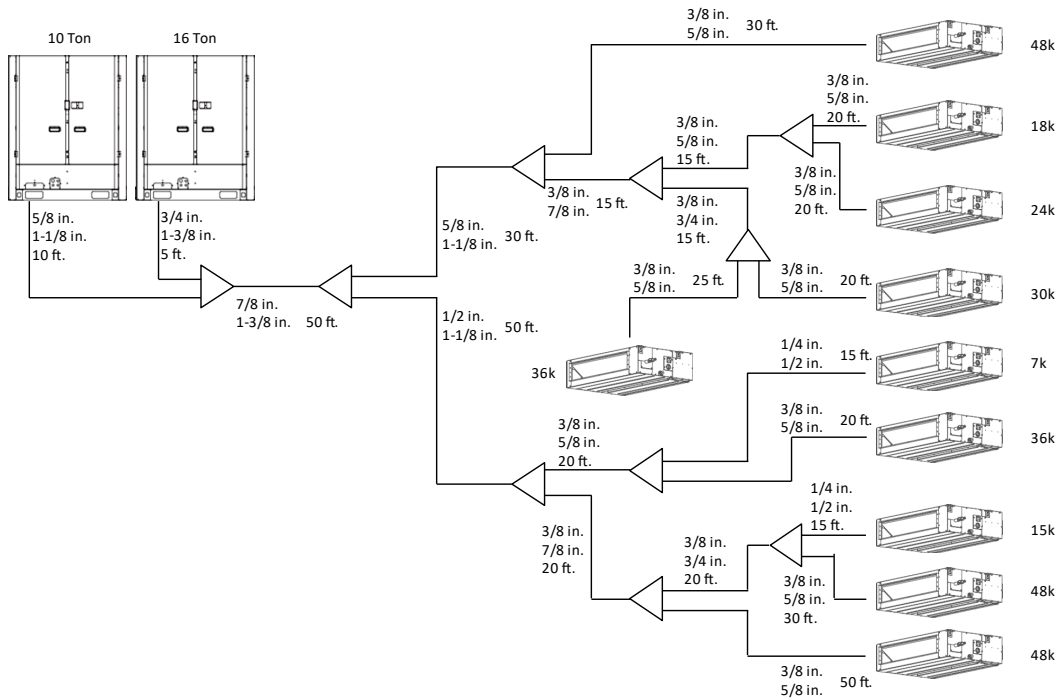 10 Ton
16 Ton
5/8 in.
1-1/8 in.
10 ft.
3/4 in.
1-3/8 in.
5 ft.
7/8 in.
1-3/8 in. 50 ft.
5/8 in.
1-1/8 in. 30 ft.
1/2 in.
1-1/8 in. 50 ft.
3/8 in.
5/8 in. 30 ft.
48k
3/8 in.
7/8 in. 15 ft.
3/8 in.
5/8 in.
15 ft.
3/8 in.
5/8 in.
20 ft.
18k
3/8 in.
5/8 in.
20 ft.
24k
3/8 in.
3/4 in.
15 ft.
3/8 in.
5/8 in. 25 ft.
36k
3/8 in.
5/8 in. 20 ft.
30k
3/8 in.
5/8 in.
20 ft.
1/4 in.
1/2 in. 15 ft.
7k
3/8 in.
5/8 in. 20 ft.
36k
3/8 in.
7/8 in.
20 ft.
3/8 in.
3/4 in.
20 ft.
1/4 in.
1/2 in.
15 ft.
15k
3/8 in.
5/8 in.
30 ft.
48k
3/8 in.
5/8 in. 50 ft.
48k